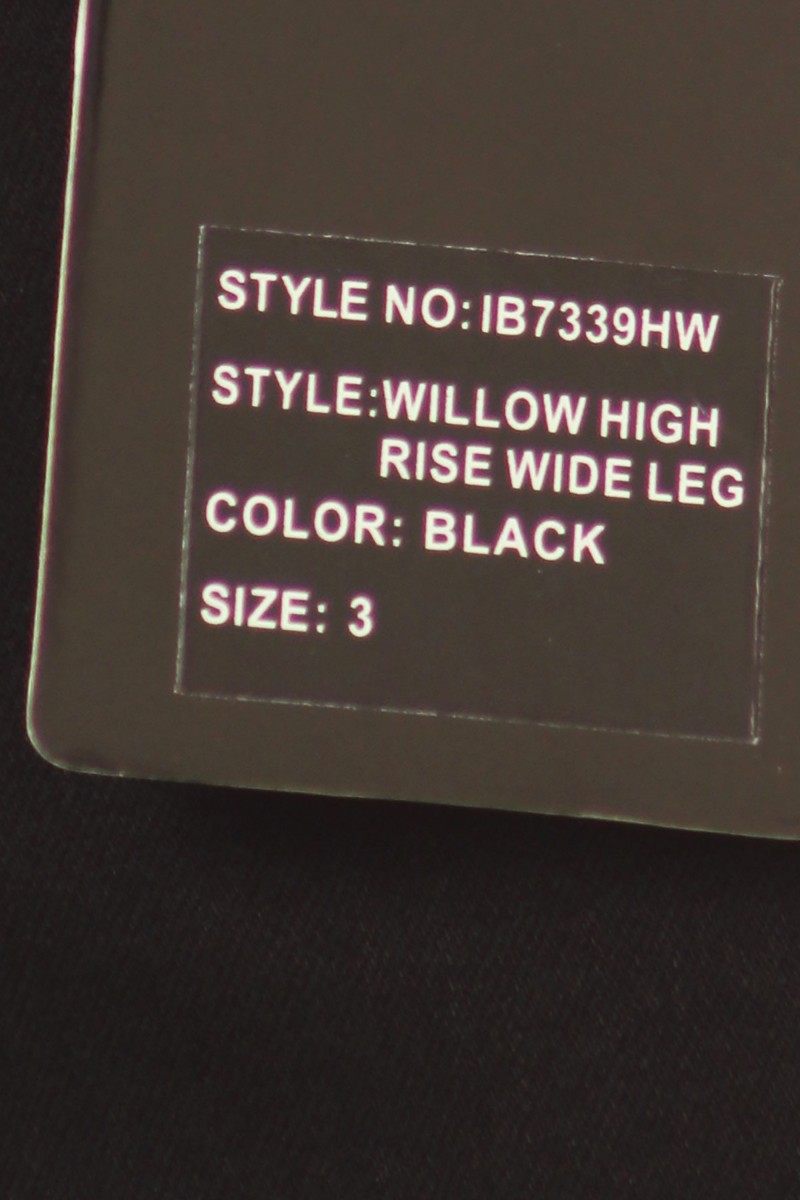 STYLE NO: IB7339HW
STYLE:WILLOW HIGH
RISE WIDE LEG
COLOR: BLACK
SIZE: 3